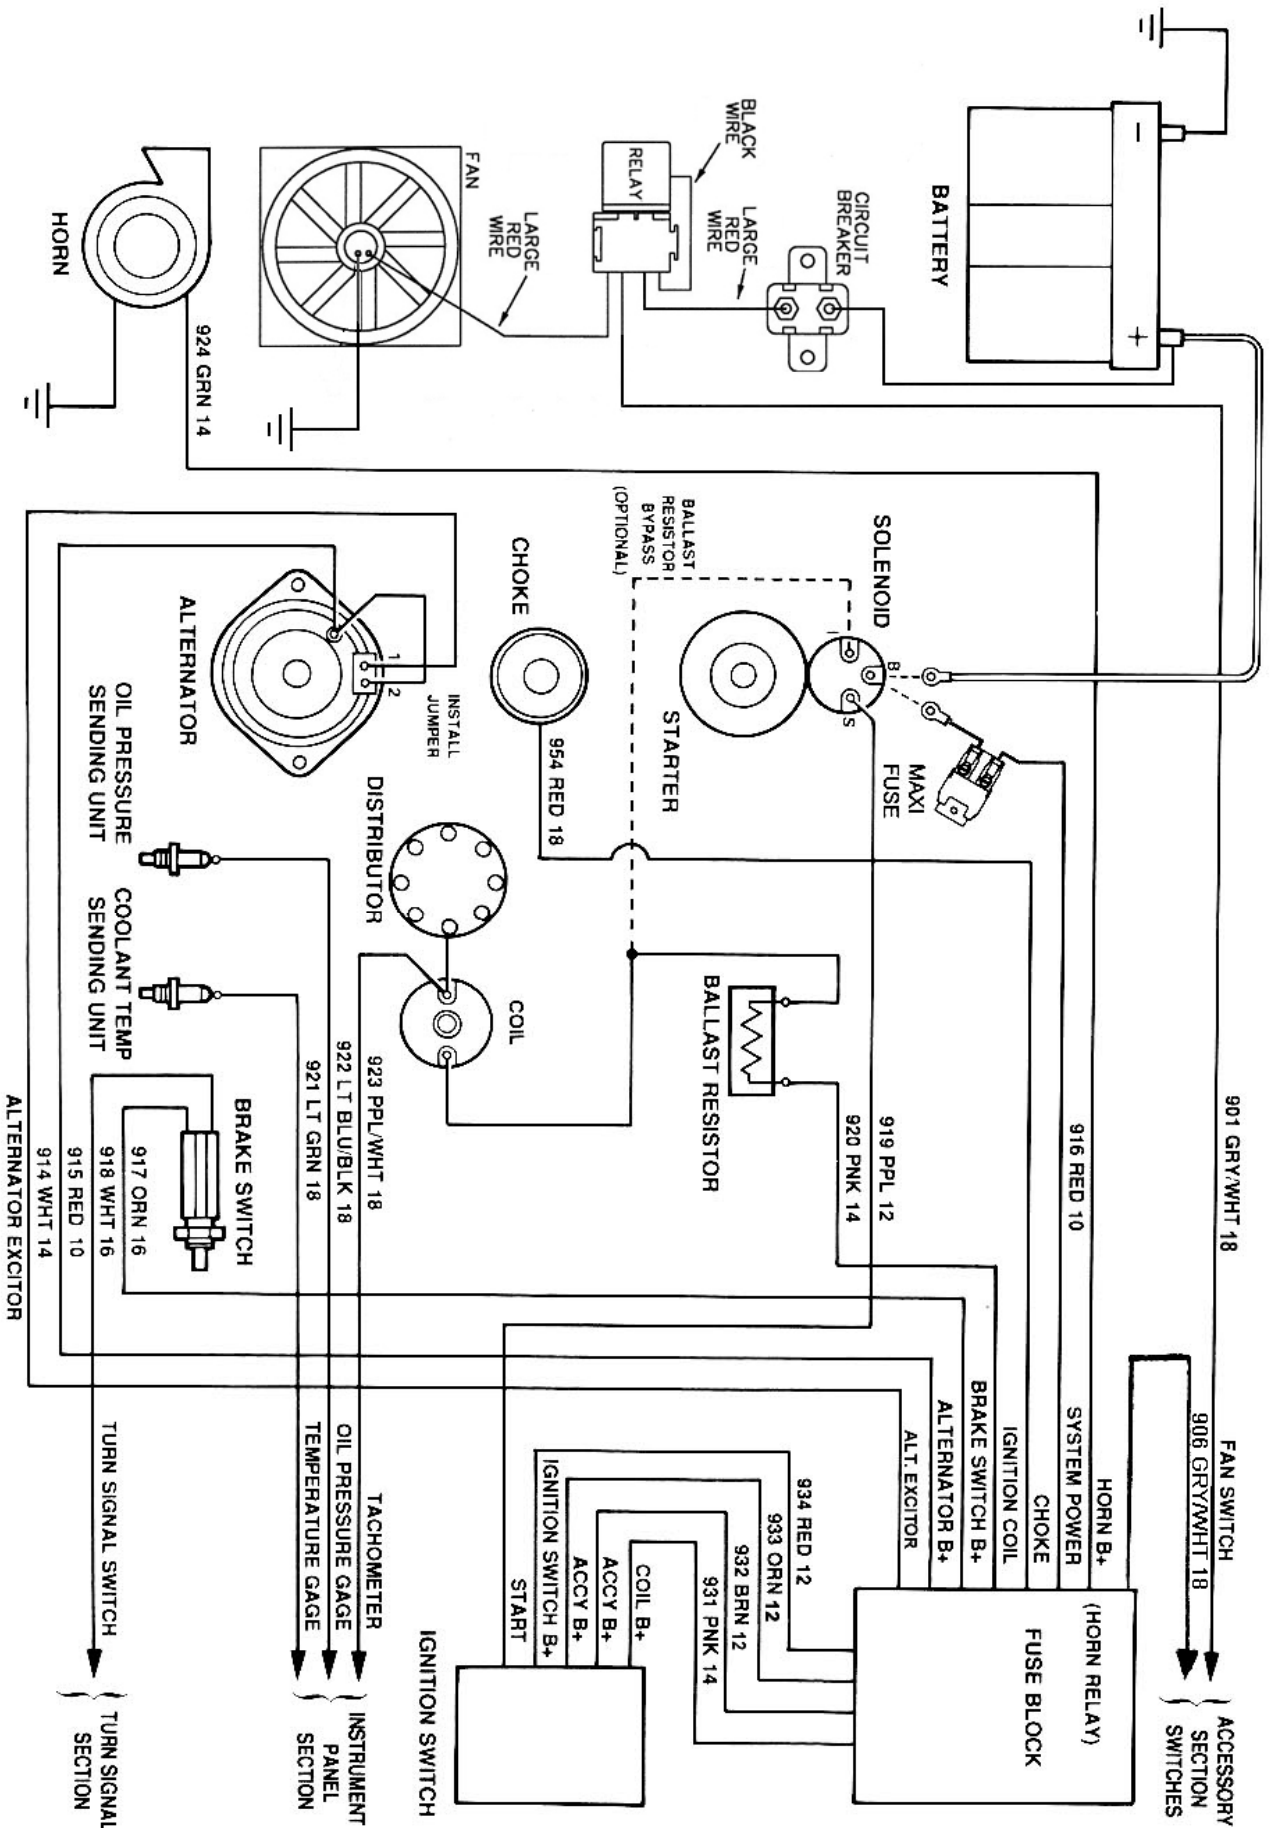 BATTERY
-
+
CIRCUIT
BREAKER
LARGE
RED
WIRE
BLACK
WIRE
RELAY
LARGE
RED
WIRE
FAN
HORN
924 GRN 14
SOLENOID
I
B
S
MAXI
FUSE
STARTER
BALLAST
RESISTOR
BYPASS
(OPTIONAL)
CHOKE
954 RED 18
1
2
INSTALL
JUMPER
ALTERNATOR
DISTRIBUTOR
COIL
BALLAST RESISTOR
OIL PRESSURE
SENDING UNIT
COOLANT TEMP
SENDING UNIT
BRAKE SWITCH
901 GRY/WHT 18
916 RED 10
919 PPL 12
920 PNK 14
923 PPL/WHT 18
922 LT BLU/BLK 18
921 LT GRN 18
917 ORN 16
918 WHT 16
915 RED 10
914 WHT 14
ALTERNATOR EXCITOR
FAN SWITCH
906 GRY/WHT 18
HORN B+
SYSTEM POWER
CHOKE
IGNITION COIL
BRAKE SWITCH B+
ALTERNATOR B+
ALT. EXCITOR
934 RED 12
933 ORN 12
932 BRN 12
931 PNK 14
COIL B+
ACCY B+
ACCY B+
IGNITION SWITCH B+
START
TACHOMETER
OIL PRESSURE GAGE
TEMPERATURE GAGE
TURN SIGNAL SWITCH
(HORN RELAY)
FUSE BLOCK
IGNITION SWITCH
ACCESSORY
SECTION
SWITCHES
INSTRUMENT
PANEL
SECTION
TURN SIGNAL
SECTION